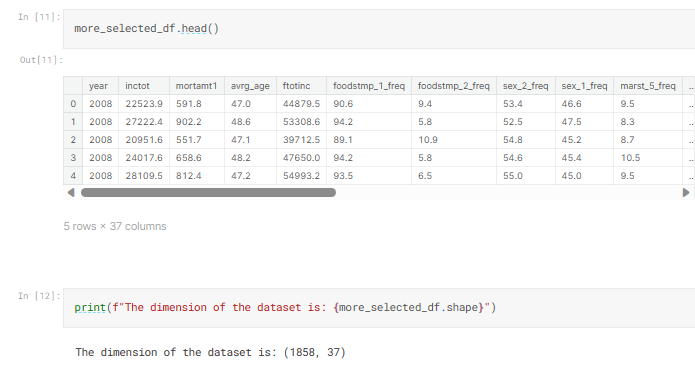 In [11]:
more_selected_df.head()
Out[11]:
year inctot mortamt1 avrg_age ftotinc foodstmp_1_freq foodstmp_2_freq sex_2_freq sex_1_freq marst_5_freq ..
0 2008 22523.9 591.8 47.0 44879.5 90.6 9.4 53.4 46.6 9.5 ..
1 2008 27222.4 902.2 48.6 53308.6 94.2 5.8 52.5 47.5 8.3 ..
2 2008 20951.6 551.7 47.1 39712.5 89.1 10.9 54.8 45.2 8.7 ..
3 2008 24017.6 658.6 48.2 47650.0 94.2 5.8 54.6 45.4 10.5 ..
4 2008 28109.5 812.4 47.2 54993.2 93.5 6.5 55.0 45.0 9.5 ..
5 rows × 37 columns
In [12]:
print(f"The dimension of the dataset is: {more_selected_df.shape}")
The dimension of the dataset is: (1858, 37)